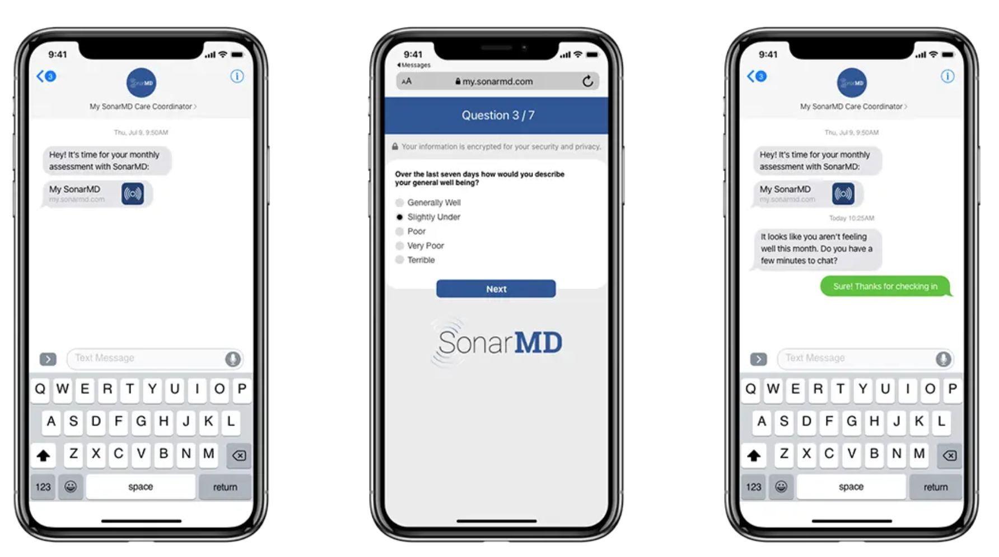 9:41
3
SonarMD
My SonarMD Care Coordinator
Thu, Jul 9, 9:50AM
Hey! It's time for your monthly
assessment with SonarMD:
My SonarMD
my.sonarmd.com
Text Message
Q W E R T Y U I O P
A S D F G H J K L
Z X C V B N M
123 space return
9:41
Messages
AA my.sonarmd.com
Question 3 / 7
Your information is encrypted for your security and privacy.
Over the last seven days how would you describe
your general well being?
Generally Well
Slightly Under
Poor
Very Poor
Terrible
Next
SonarMD
9:41
3
SonarMD
My SonarMD Care Coordinator
Thu, Jul 9, 9:50AM
Hey! It's time for your monthly
assessment with SonarMD:
My SonarMD
my.sonarmd.com
Today 10:25AM
It looks like you aren't feeling
well this month. Do you have a
few minutes to chat?
Sure! Thanks for checking in
Text Message
Q W E R T Y U I O P
A S D F G H J K L
Z X C V B N M
123 space return